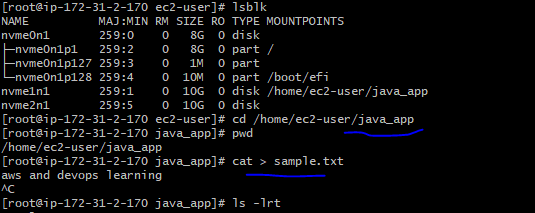 [root@ip-172-31-2-170 ec2-user]# lsblk
NAME          MAJ:MIN RM SIZE RO TYPE MOUNTPOINTS
nvme0n1       259:0    0   8G  0 disk
├─nvme0n1p1   259:2    0   8G  0 part /
├─nvme0n1p127 259:3    0   1M  0 part
└─nvme0n1p128 259:4    0  10M  0 part /boot/efi
nvme1n1       259:1    0  10G  0 disk /home/ec2-user/java_app
nvme2n1       259:5    0  10G  0 disk
[root@ip-172-31-2-170 ec2-user]# cd /home/ec2-user/java_app
[root@ip-172-31-2-170 java_app]# pwd
/home/ec2-user/java_app
[root@ip-172-31-2-170 java_app]# cat > sample.txt
aws and devops learning
^C
[root@ip-172-31-2-170 java_app]# ls -lrt